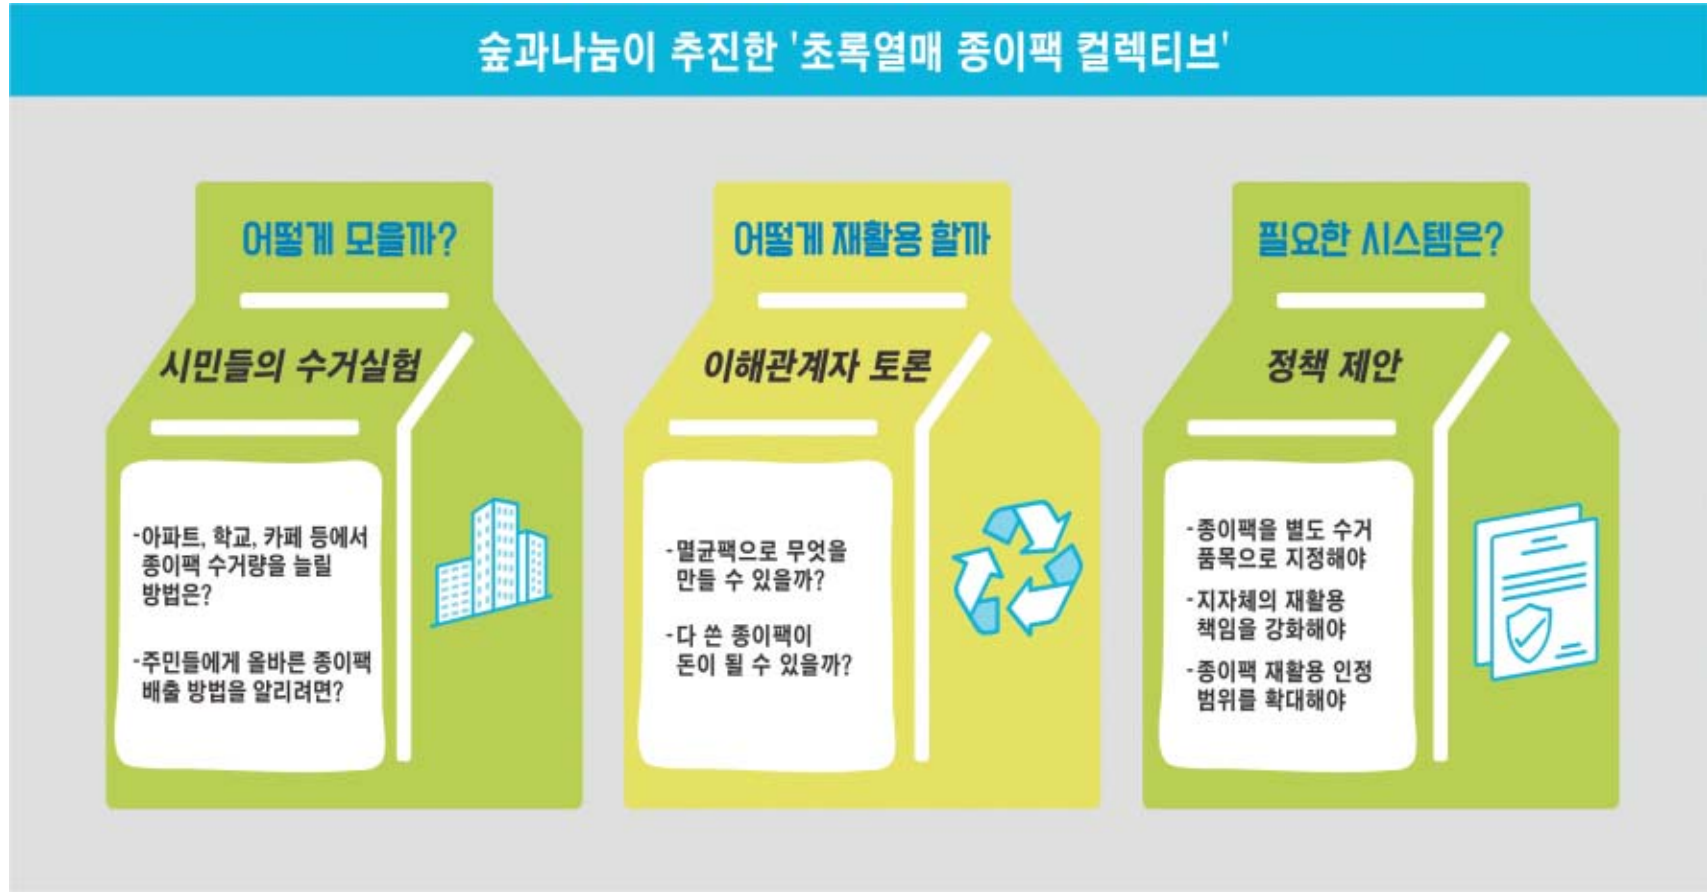 숲과나눔이 추진한 '초록열매 종이팩 컬렉티브'
어떻게 모을까?
시민들의 수거실험
-아파트, 학교, 카페 등에서
종이팩 수거량을 늘릴
방법은?
-주민들에게 올바른 종이팩
배출 방법을 알리려면?
어떻게 재활용 할까
이해관계자 토론
-멸균팩으로 무엇을
만들 수 있을까?
-다 쓴 종이팩이
돈이 될 수 있을까?
필요한 시스템은?
정책 제안
-종이팩을 별도 수거
품목으로 지정해야
-지자체의 재활용
책임을 강화해야
-종이팩 재활용 인정
범위를 확대해야